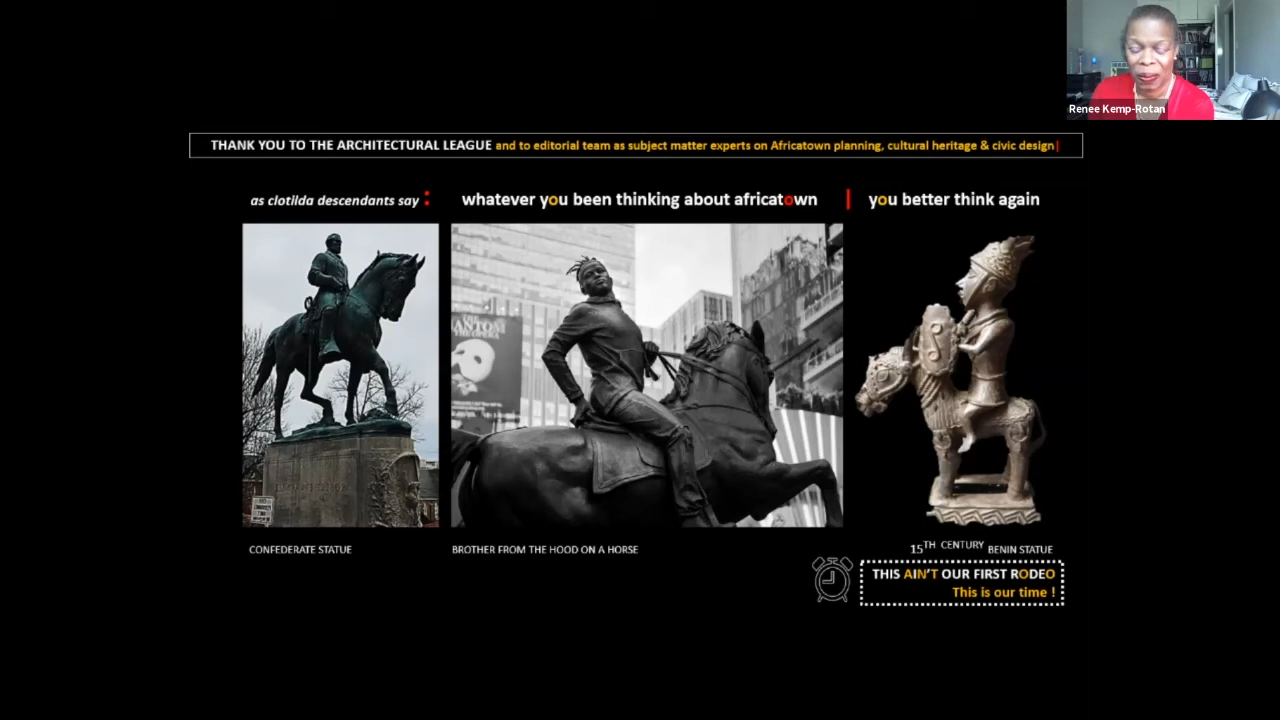 Renee Kemp-Rotan
THANK YOU TO THE ARCHITECTURAL LEAGUE and to editorial team as subject matter experts on Africatown planning, cultural heritage & civic design|
as clotilda descendants say :
whatever you been thinking about africatown | you better think again
CONFEDERATE STATUE
BROTHER FROM THE HOOD ON A HORSE
15TH CENTURY BENIN STATUE
THIS AIN'T OUR FIRST RODEO
This is our time !